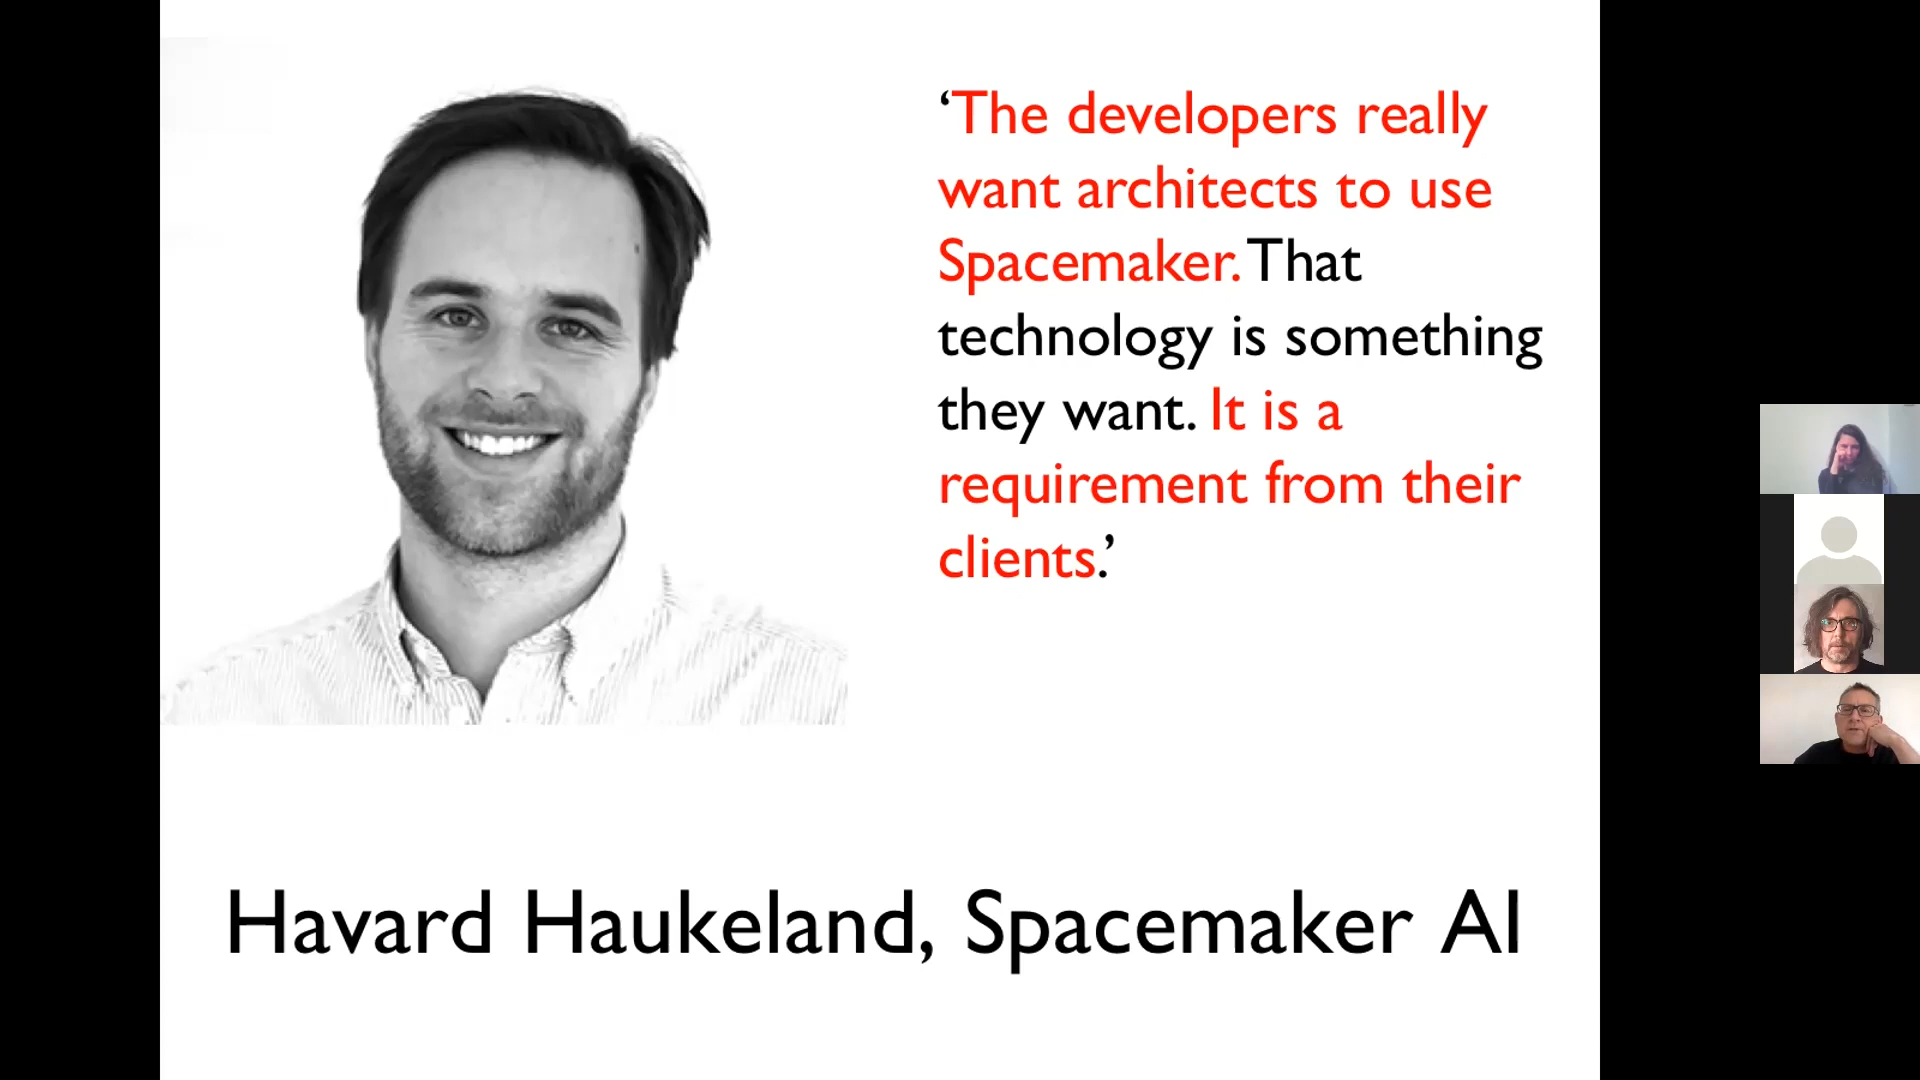 ‘The developers really
want architects to use
Spacemaker. That
technology is something
they want. It is a
requirement from their
clients.’
Havard Haukeland, Spacemaker AI